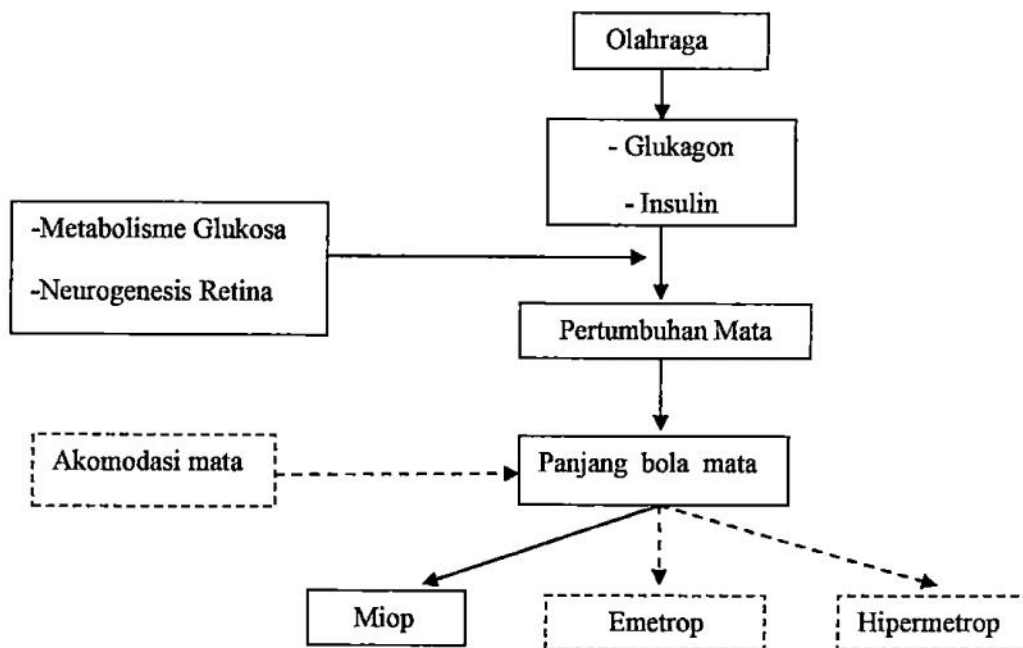 Olahraga
- Glukagon
- Insulin
-Metabolisme Glukosa
-Neurogenesis Retina
Pertumbuhan Mata
Akomodasi mata
Panjang bola mata
Miop
Emetrop
Hipermetrop